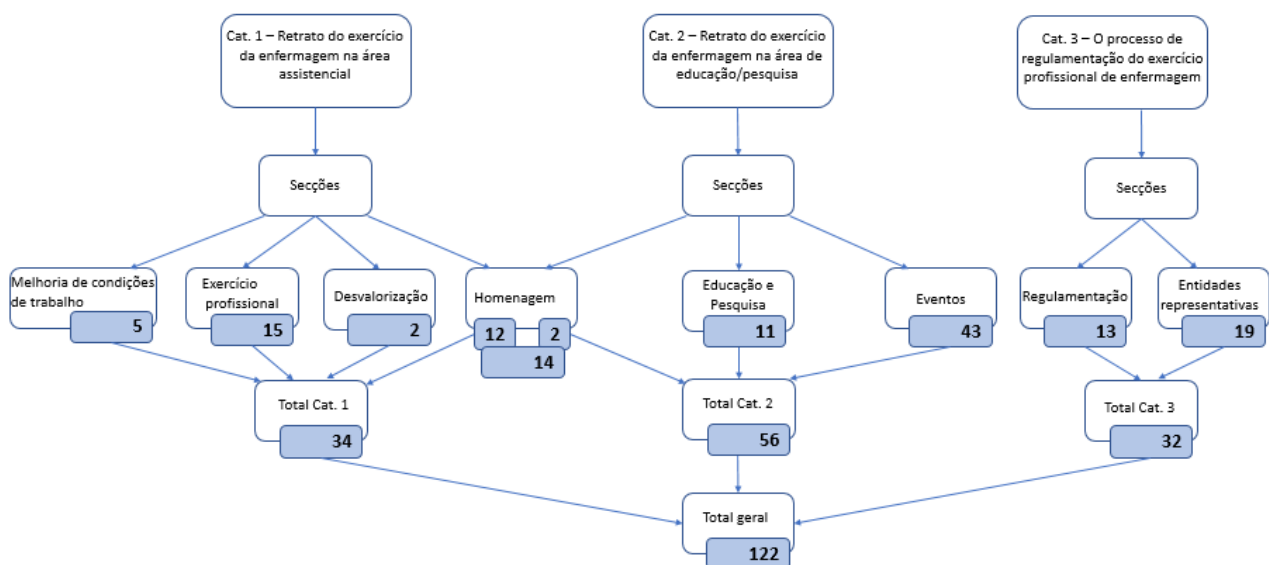 Cat. 1 – Retrato do exercício
da enfermagem na área
assistencial
Cat. 2 – Retrato do exercício
da enfermagem na área de
educação/pesquisa
Cat. 3 – O processo de
regulamentação do exercício
profissional de enfermagem
Secções
Secções
Secções
Melhoria de condições
de trabalho
5
Exercício
profissional
15
Desvalorização
2
Homenagem
12
2
14
Educação e
Pesquisa
11
Eventos
43
Regulamentação
13
Entidades
representativas
19
Total Cat. 1
34
Total Cat. 2
56
Total Cat. 3
32
Total geral
122